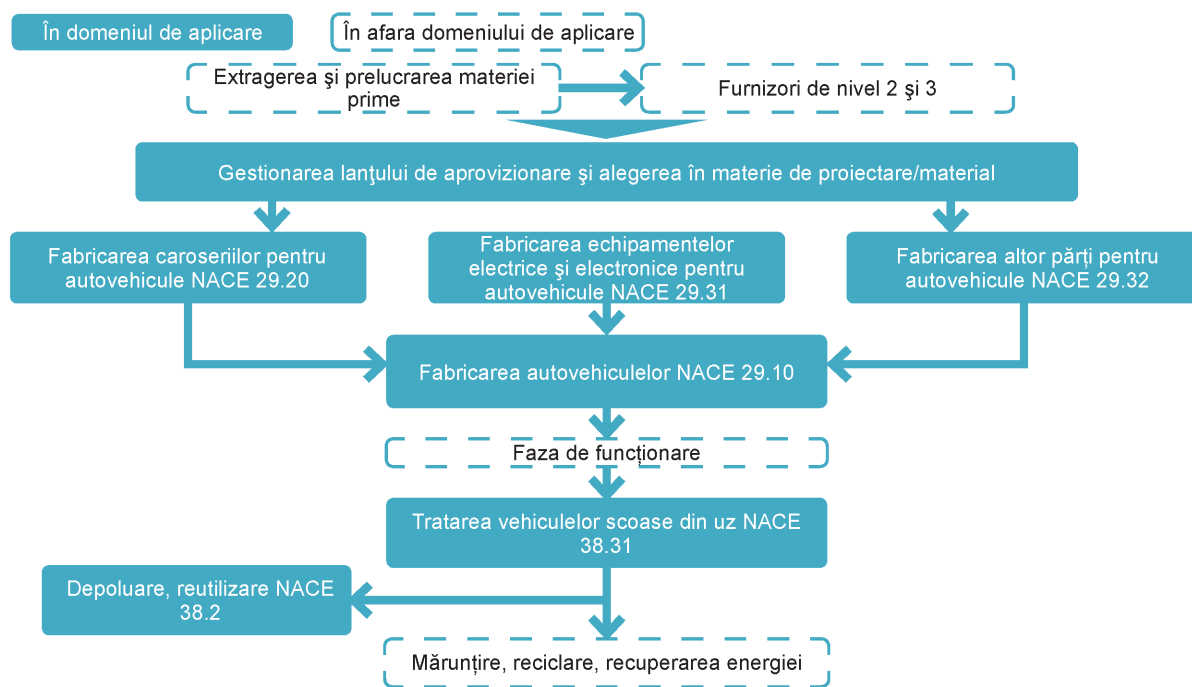 În domeniul de aplicare
În afara domeniului de aplicare
Extragerea şi prelucrarea materiei
prime
Furnizori de nivel 2 şi 3
Gestionarea lanţului de aprovizionare şi alegerea în materie de proiectare/material
Fabricarea caroseriilor pentru
autovehicule NACE 29.20
Fabricarea echipamentelor
electrice şi electronice pentru
autovehicule NACE 29.31
Fabricarea altor părți pentru
autovehicule NACE 29.32
Fabricarea autovehiculelor NACE 29.10
Faza de funcționare
Tratarea vehiculelor scoase din uz NACE
38.31
Depoluare, reutilizare NACE
38.2
Mărunțire, reciclare, recuperarea energiei